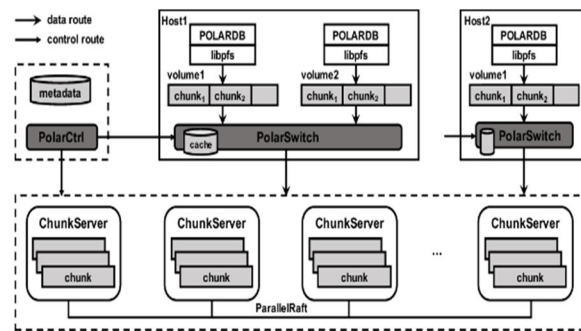 data route
control route
metadata
PolarCtrl
Host1
POLARDB
libpfs
volume1
chunk1 chunk2
POLARDB
libpfs
volume2
chunk1 chunk2
cache
PolarSwitch
Host2
POLARDB
libpfs
volume1
chunk1 chunk2
PolarSwitch
ChunkServer
chunk
ChunkServer
chunk
ChunkServer
chunk
...
ChunkServer
chunk
ParallelRaft